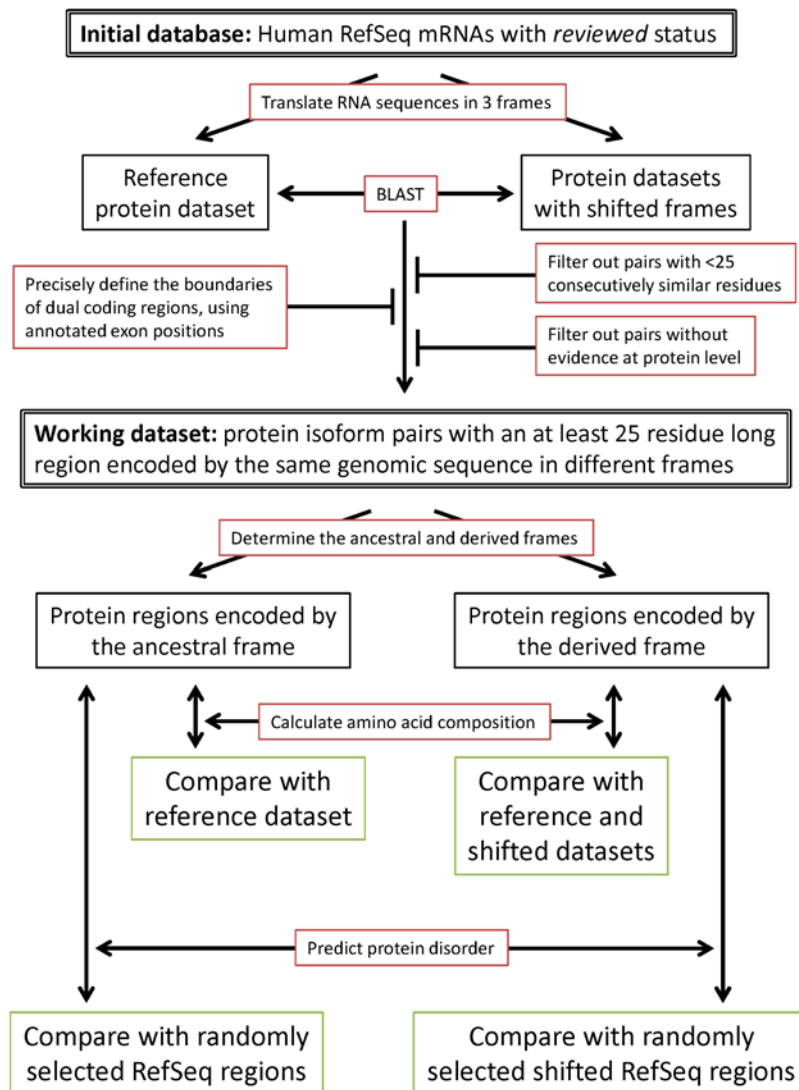 Initial database: Human RefSeq mRNAs with reviewed status
Translate RNA sequences in 3 frames
Reference
protein dataset
BLAST
Protein datasets
with shifted frames
Precisely define the boundaries
of dual coding regions, using
annotated exon positions
Filter out pairs with <25
consecutively similar residues
Filter out pairs without
evidence at protein level
Working dataset: protein isoform pairs with an at least 25 residue long
region encoded by the same genomic sequence in different frames
Determine the ancestral and derived frames
Protein regions encoded by
the ancestral frame
Protein regions encoded by
the derived frame
Calculate amino acid composition
Compare with
reference dataset
Compare with
reference and
shifted datasets
Predict protein disorder
Compare with randomly
selected RefSeq regions
Compare with randomly
selected shifted RefSeq regions